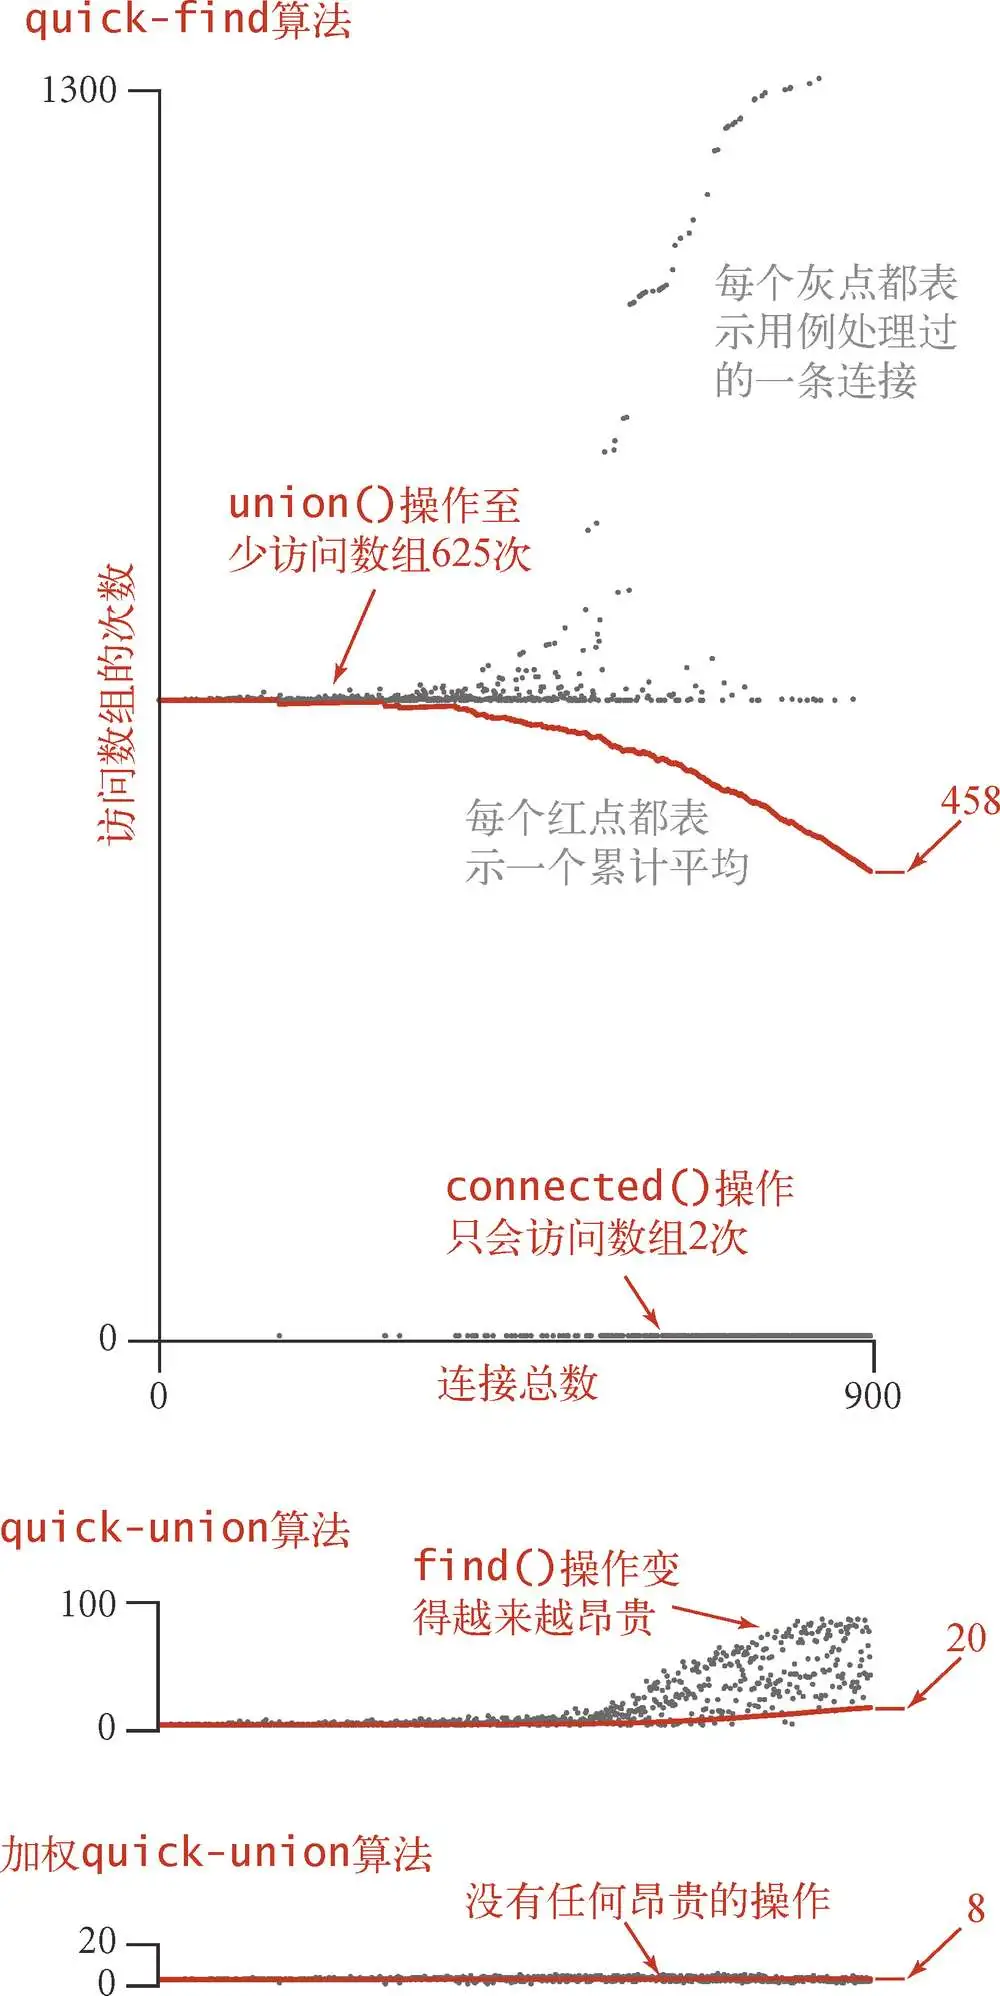 quick-find算法
1300
每个灰点都表
示用例处理过
的一条连接
union()操作至
少访问数组625次
访问数组的次数
458
每个红点都表
示一个累计平均
connected()操作
只会访问数组2次
0
0
连接总数
900
quick-union算法
find()操作变
得越来越昂贵
100
20
0
加权quick-union算法
没有任何昂贵的操作
8
20
0